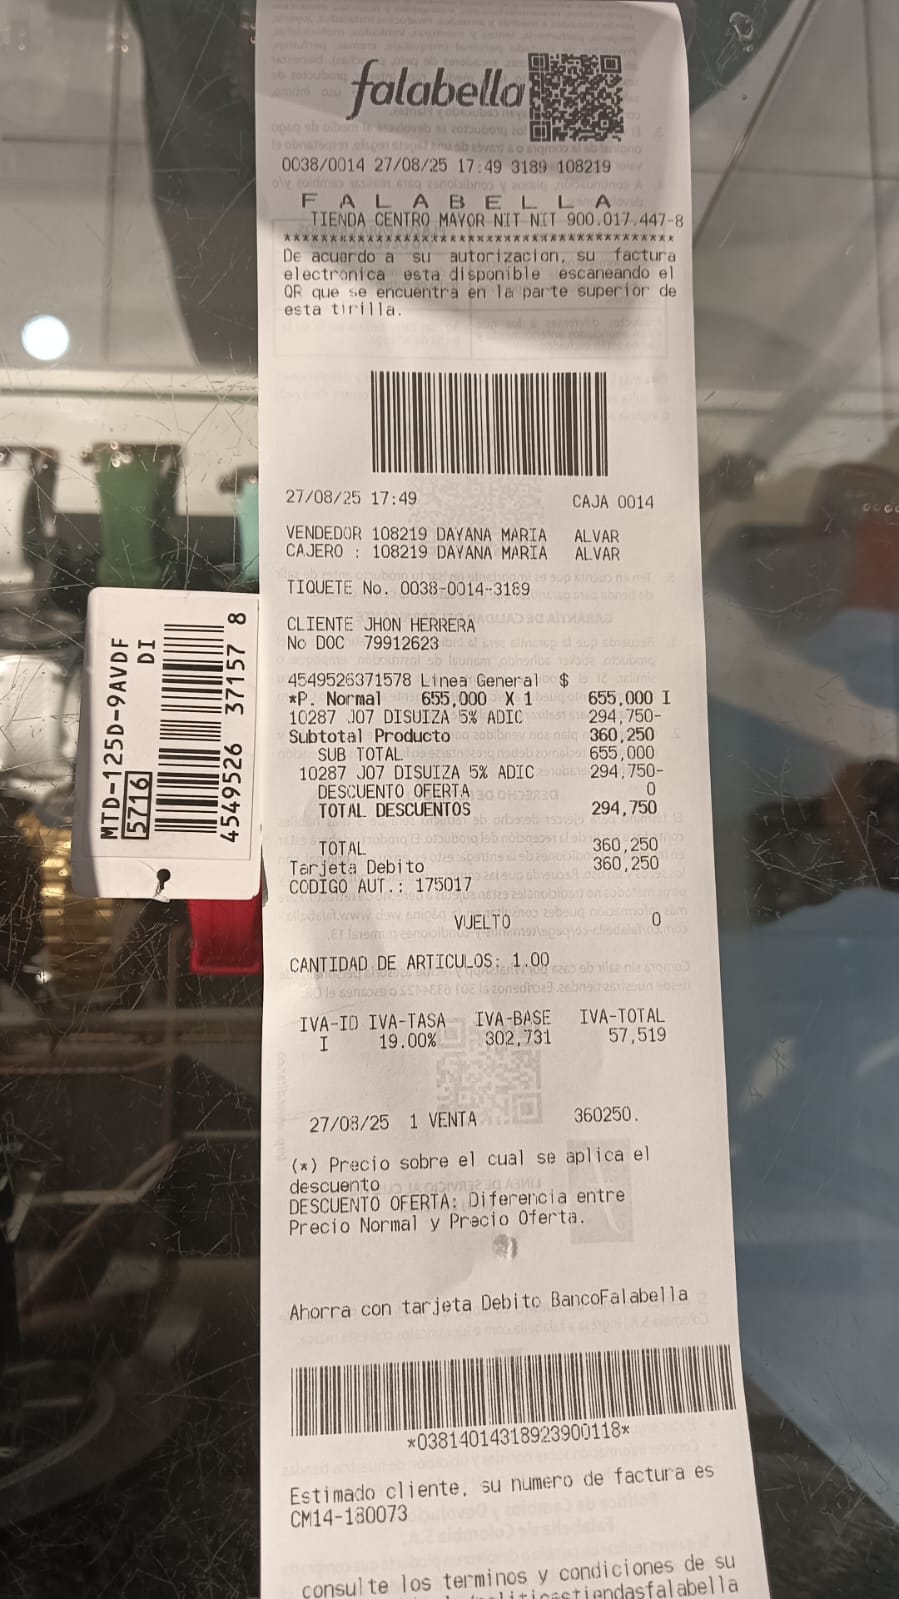 falabella
0038/0014 27/08/25 17:49 3189 108219
F A L A B E L L A
TIENDA CENTRO MAYOR NIT NIT 900.017.447-8
******************************************
De acuerdo a su autorizacion, su factura
electronica esta disponible escaneando el
QR que se encuentra en la parte superior de
esta tirilla.
27/08/25 17:49 CAJA 0014
VENDEDOR 108219 DAYANA MARIA ALVAR
CAJERO : 108219 DAYANA MARIA ALVAR
TIQUETE No. 0038-0014-3189
CLIENTE JHON HERRERA
No DOC 79912623
4549526371578 Linea General $
*P. Normal 655,000 X 1 655,000 I
10287 J07 DISUIZA 5% ADIC 294,750-
Subtotal Producto 360,250
SUB TOTAL 655,000
10287 J07 DISUIZA 5% ADIC 294,750-
DESCUENTO OFERTA 0
TOTAL DESCUENTOS 294,750
TOTAL 360,250
Tarjeta Debito 360,250
CODIGO AUT.: 175017
VUELTO 0
CANTIDAD DE ARTICULOS: 1.00
IVA-ID IVA-TASA IVA-BASE IVA-TOTAL
I 19.00% 302,731 57,519
27/08/25 1 VENTA 360250.
(*) Precio sobre el cual se aplica el
descuento
DESCUENTO OFERTA: Diferencia entre
Precio Normal y Precio Oferta.
Ahorra con tarjeta Debito BancoFalabella
*03814014318923900118*
Estimado cliente, su numero de factura es
CM14-180073
consulte los terminos y condiciones de su
MTD-125D-9AVDF
DI
5716
4549526 37157 8